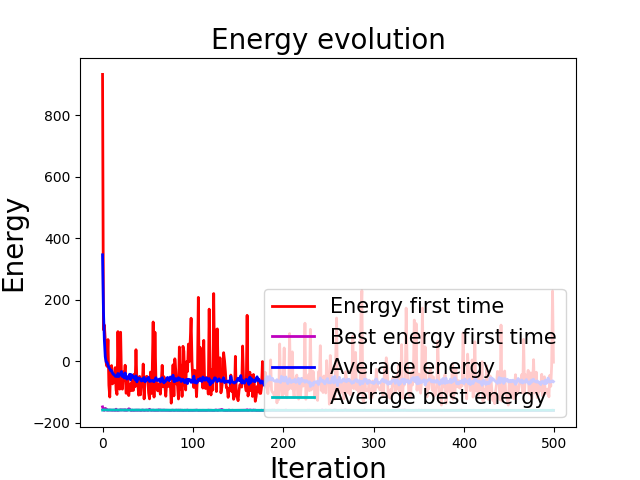 Energy evolution
Energy
800
600
400
200
0
−200
0 100 200 300 400 500
Iteration
Energy first time
Best energy first time
Average energy
Average best energy